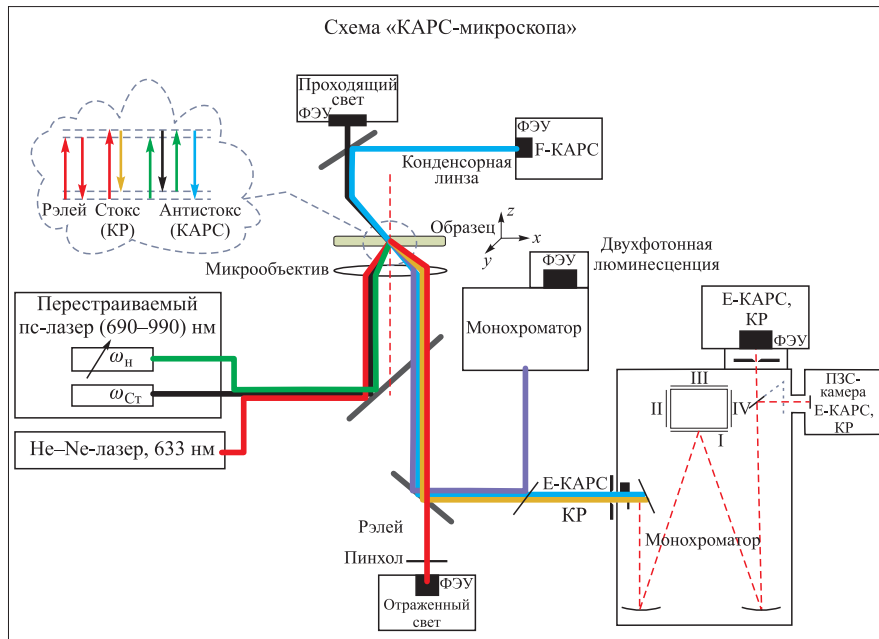 Схема «КАРС-микроскопа»
Проходящий
свет
ФЭУ
ФЭУ
F-КАРС
Конденсорная
линза
Рэлей
Стокс
(КР)
Антистокс
(КАРС)
Образец
z
x
y
Микрообъектив
Двухфотонная
люминесценция
ФЭУ
Монохроматор
Перестраиваемый
пс-лазер (690–990) нм
ωн
ωСт
He–Ne-лазер, 633 нм
Е-КАРС,
КР
ФЭУ
ПЗС-
камера
Е-КАРС,
КР
III
II
IV
I
Е-КАРС
КР
Монохроматор
Рэлей
Пинхол
ФЭУ
Отраженный
свет